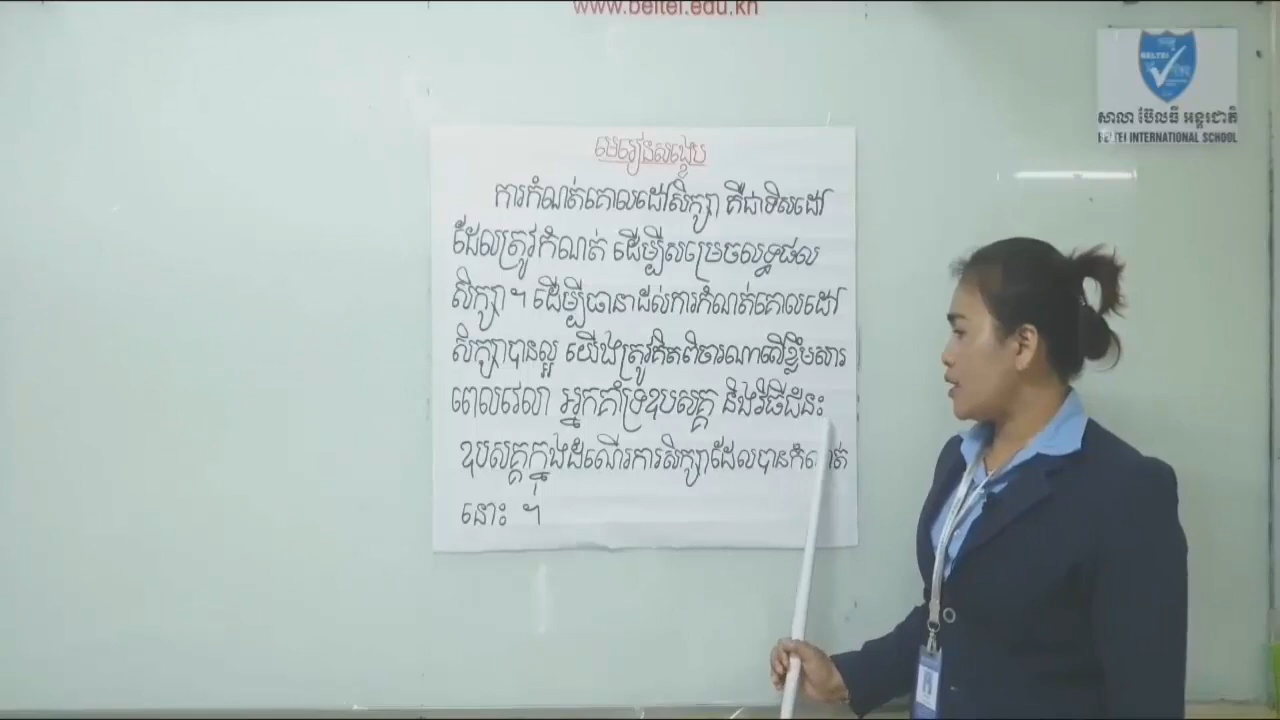 www.beltei.edu.kh
BELTEI
សាលា ប៊ែលធី អន្តរជាតិ
BELTEI INTERNATIONAL SCHOOL
មេរៀនសង្ខេប
ការកំណត់គោលដៅសិក្សា គឺជាទិសដៅ
ដែលត្រូវកំណត់ ដើម្បីសម្រេចលទ្ធផល
សិក្សា។ ដើម្បីធានាដល់ការកំណត់គោលដៅ
សិក្សាបានល្អ យើងត្រូវគិតពិចារណាលើខ្លឹមសារ
ពេលវេលា អ្នកគាំទ្រឧបសគ្គ និងវិធីជំនះ
ឧបសគ្គក្នុងដំណើរការសិក្សាដែលបានកំណត់
នោះ ។